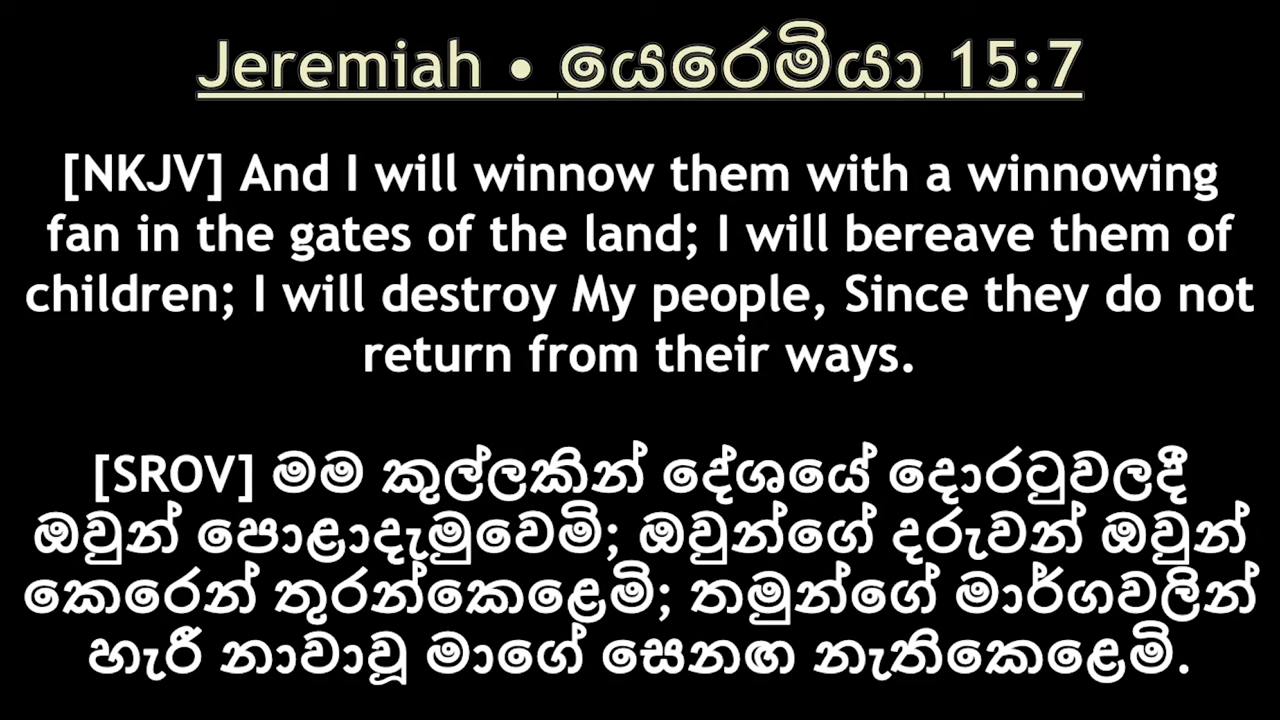 Jeremiah • යෙරෙමියා 15:7
[NKJV] And I will winnow them with a winnowing
fan in the gates of the land; I will bereave them of
children; I will destroy My people, Since they do not
return from their ways.
[SROV] මම කුල්ලකින් දේශයේ දොරටුවලදී
ඔවුන් පොළාදැමුවෙමි; ඔවුන්ගේ දරුවන් ඔවුන්
කෙරෙන් තුරන්කෙළෙමි; තමුන්ගේ මාර්ගවලින්
හැරී නාවාවූ මාගේ සෙනඟ නැතිකෙළෙමි.